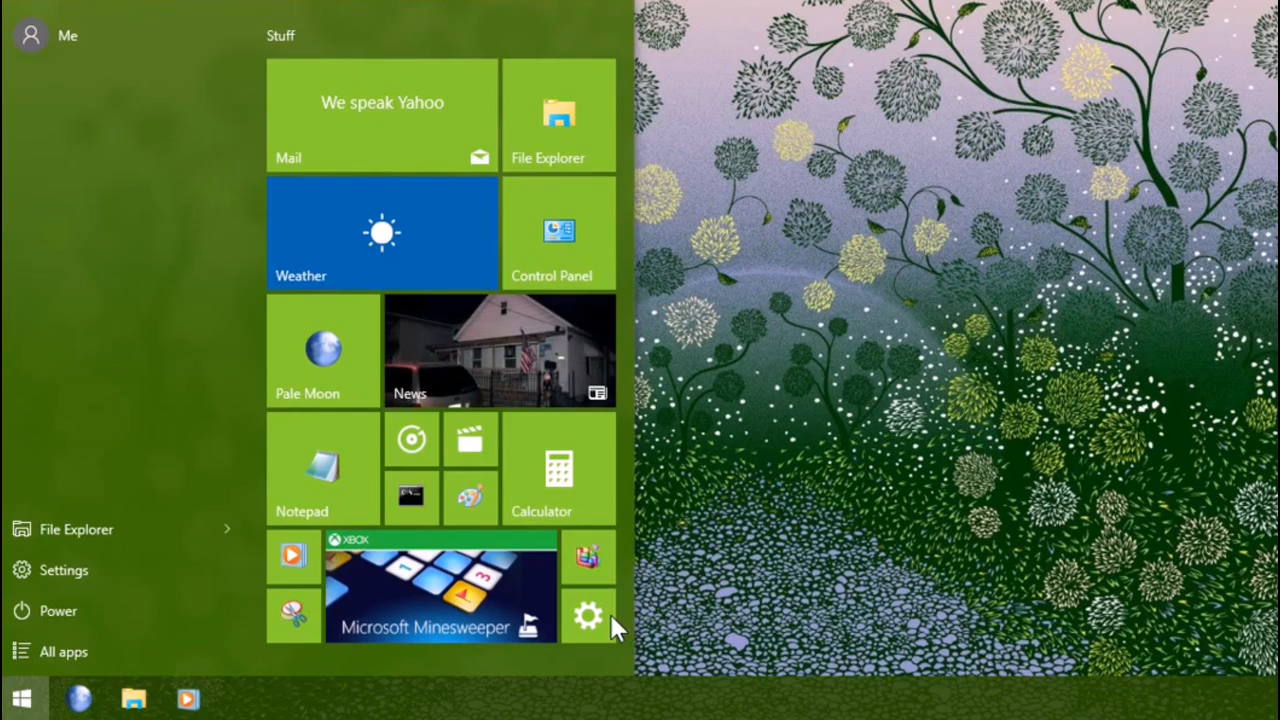 Me
Stuff
We speak Yahoo
Mail
File Explorer
Weather
Control Panel
Pale Moon
News
Notepad
Calculator
XBOX
Microsoft Minesweeper
File Explorer
Settings
Power
All apps